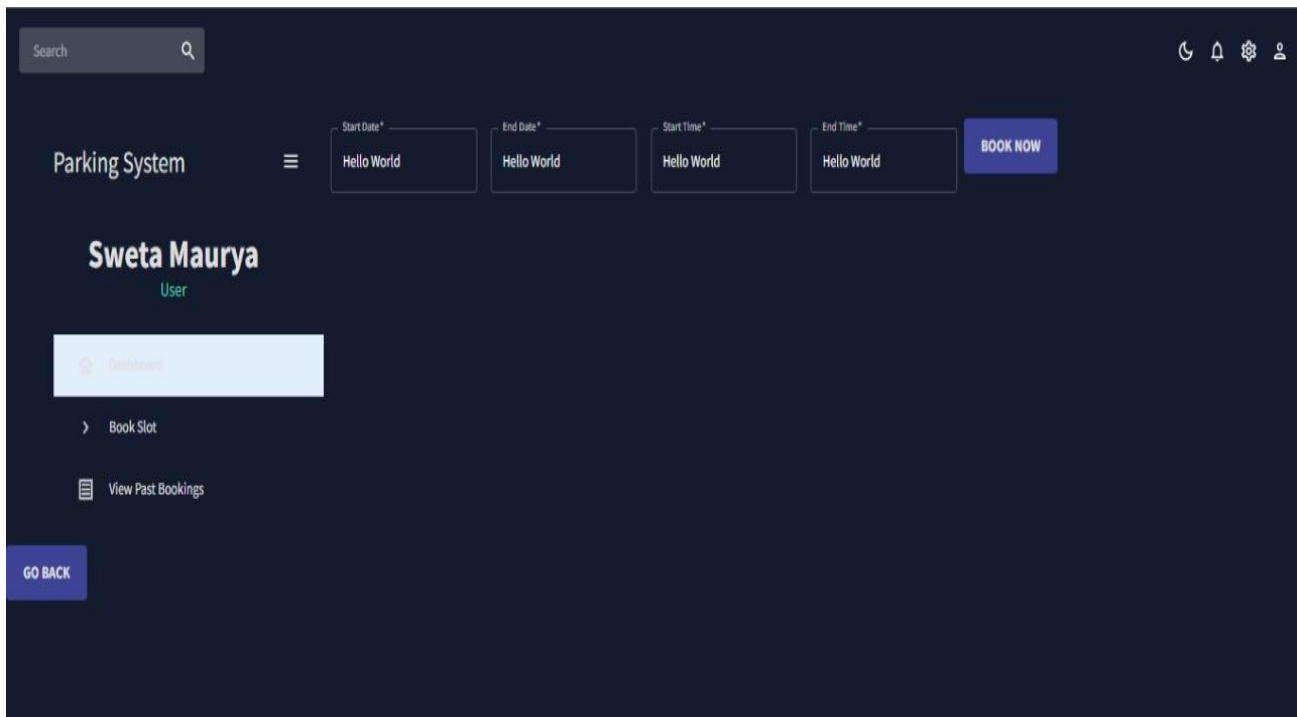 Search
Start Date*
End Date*
Start Time*
End Time*
Hello World
Hello World
Hello World
Hello World
BOOK NOW
Parking System
Sweta Maurya
User
Dashboard
Book Slot
View Past Bookings
GO BACK